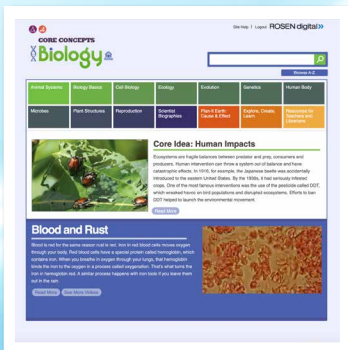 Site Help | Logout ROSEN digital
CORE CONCEPTS
Biology
Browse A-Z
Animal Systems Biology Basics Cell Biology Ecology Evolution Genetics Human Body
Microbes Plant Structures Reproduction Scientist Biographies Plan-It Earth: Cause & Effect Explore, Debate, Learn Resources for Teachers and Librarians
Core Idea: Human Impacts
Ecosystems are fragile balances between predator and prey, consumers and
producers. Human intervention can throw a system out of balance and have
catastrophic effects. In 1916, for example, the Japanese beetle was accidentally
introduced to the eastern United States. By the 1930s, it had seriously infested
crops. One of the most famous interventions was the use of the pesticide called DDT,
which wreaked havoc on bird populations and disrupted ecosystems. Efforts to ban
DDT helped to launch the environmental movement.
Read More
Blood and Rust
Blood is red for the same reason rust is red. Iron in red blood cells moves oxygen
through your body. Red blood cells have a special protein called hemoglobin, which
contains iron. When you breathe in oxygen through your lungs, that hemoglobin
binds the iron to the oxygen in a process called oxygenation. That's what turns the
iron in hemoglobin red. A similar process happens with iron tools if you leave them
out in the rain.
Read More See More Videos